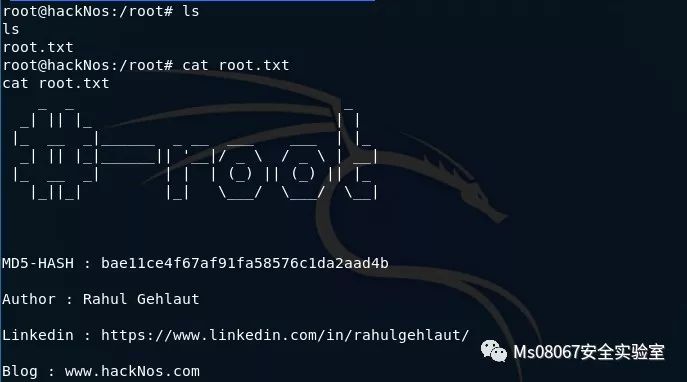 root@hackNos:/root# ls
ls
root.txt
root@hackNos:/root# cat root.txt
cat root.txt
#-root
MD5-HASH : bae11ce4f67af91fa58576c1da2aad4b
Author : Rahul Gehlaut
Linkedin : https://www.linkedin.com/in/rahulgehlaut/
Ms08067安全实验室
Blog : www.hackNos.com